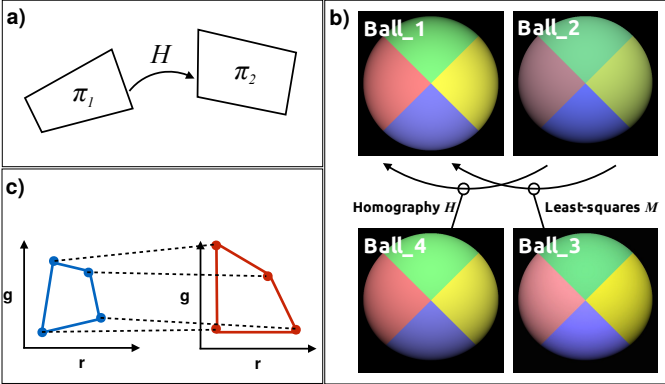 a)
H
π1
π2
c)
g
r
g
r
b)
Ball_1
Ball_2
Homography H
Least-squares M
Ball_4
Ball_3